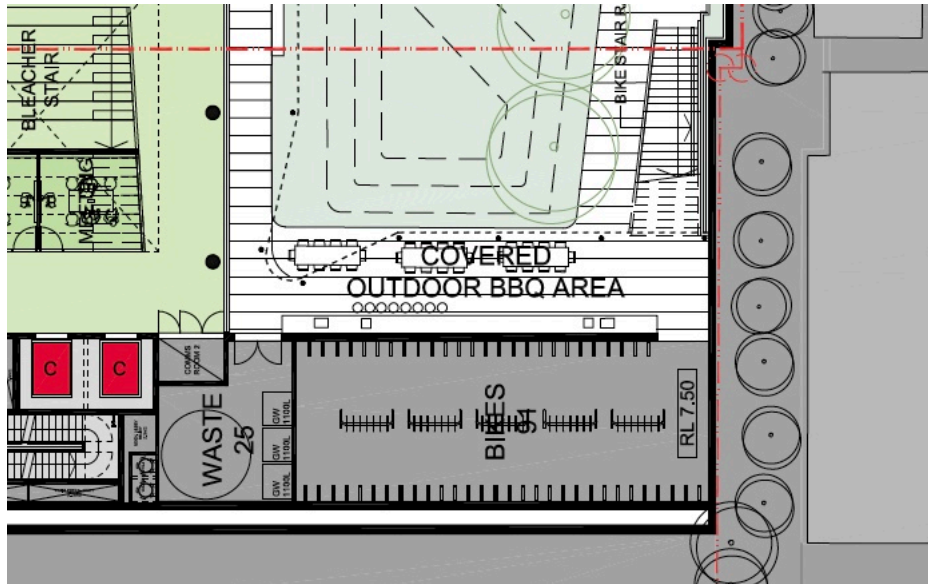 BLEACHER
STAIR
BIKE STAIR R
COVERED
OUTDOOR BBQ AREA
C
C
COMMS
ROOM 2
WASTE
25
GW
1100L
GW
1100L
GW
1100L
BIKES
94
RL 7.50